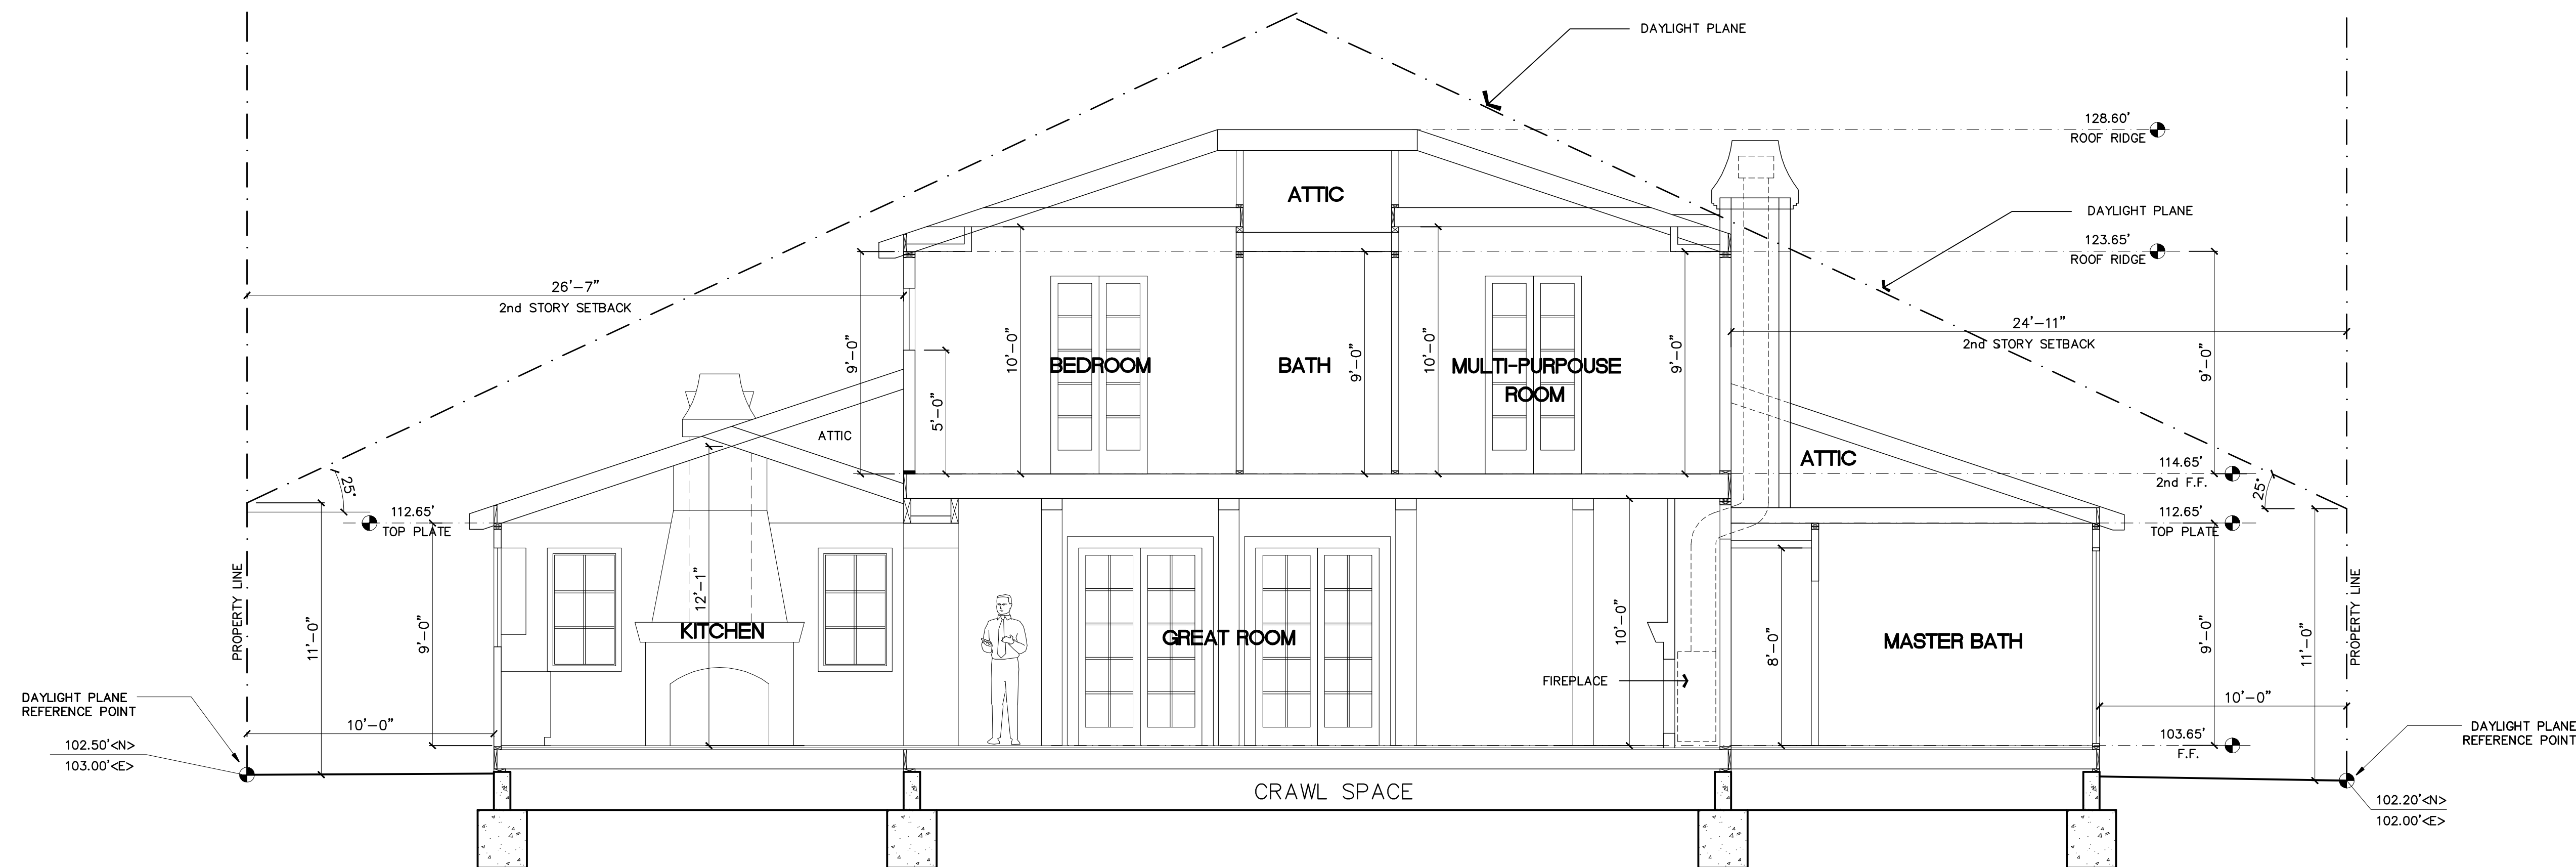 DAYLIGHT PLANE
128.60'
ROOF RIDGE
ATTIC
DAYLIGHT PLANE
123.65'
ROOF RIDGE
26'-7"
2nd STORY SETBACK
24'-11"
2nd STORY SETBACK
9'-0"
10'-0"
9'-0"
10'-0"
9'-0"
9'-0"
5'-0"
BEDROOM
BATH
MULTI-PURPOUSE
ROOM
ATTIC
ATTIC
25°
25°
114.65'
2nd F.F.
112.65'
TOP PLATE
112.65'
TOP PLATE
PROPERTY LINE
11'-0"
9'-0"
12'-1"
KITCHEN
GREAT ROOM
10'-0"
FIREPLACE
8'-0"
MASTER BATH
9'-0"
11'-0"
PROPERTY LINE
DAYLIGHT PLANE
REFERENCE POINT
10'-0"
102.50'<N>
103.00'<E>
10'-0"
DAYLIGHT PLANE
REFERENCE POINT
103.65'
F.F.
CRAWL SPACE
102.20'<N>
102.00'<E>